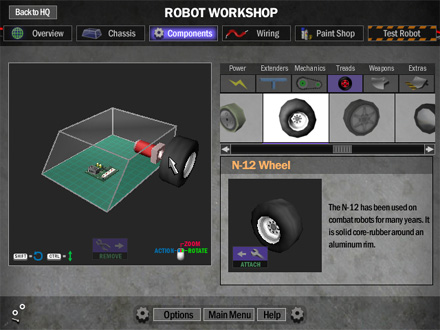 Back to HQ
ROBOT WORKSHOP
Overview
Chassis
Components
Wiring
Paint Shop
Test Robot
Power
Extenders
Mechanics
Treads
Weapons
Extras
N-12 Wheel
The N-12 has been used on
combat robots for many years. It
is solid core-rubber around an
aluminum rim.
ATTACH
REMOVE
SHIFT =
CTRL =
ZOOM
ACTION
ROTATE
Options
Main Menu
Help